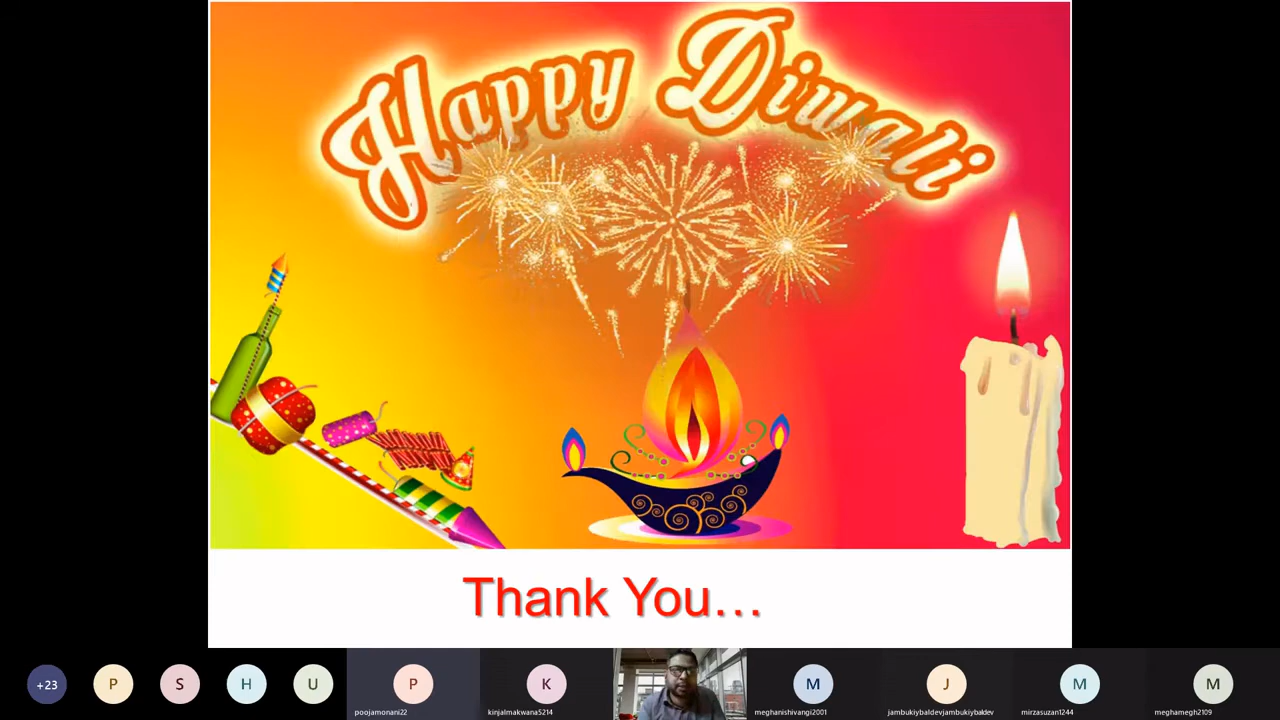 Happy Diwali
Thank You...
+23
P
S
H
U
P
K
M
J
M
M
poojamonani22
kinjalmakwana5214
meghanishivangi2001
jambukiybaldevjambukiybaldev
mirzasuzan1244
meghamegh2109